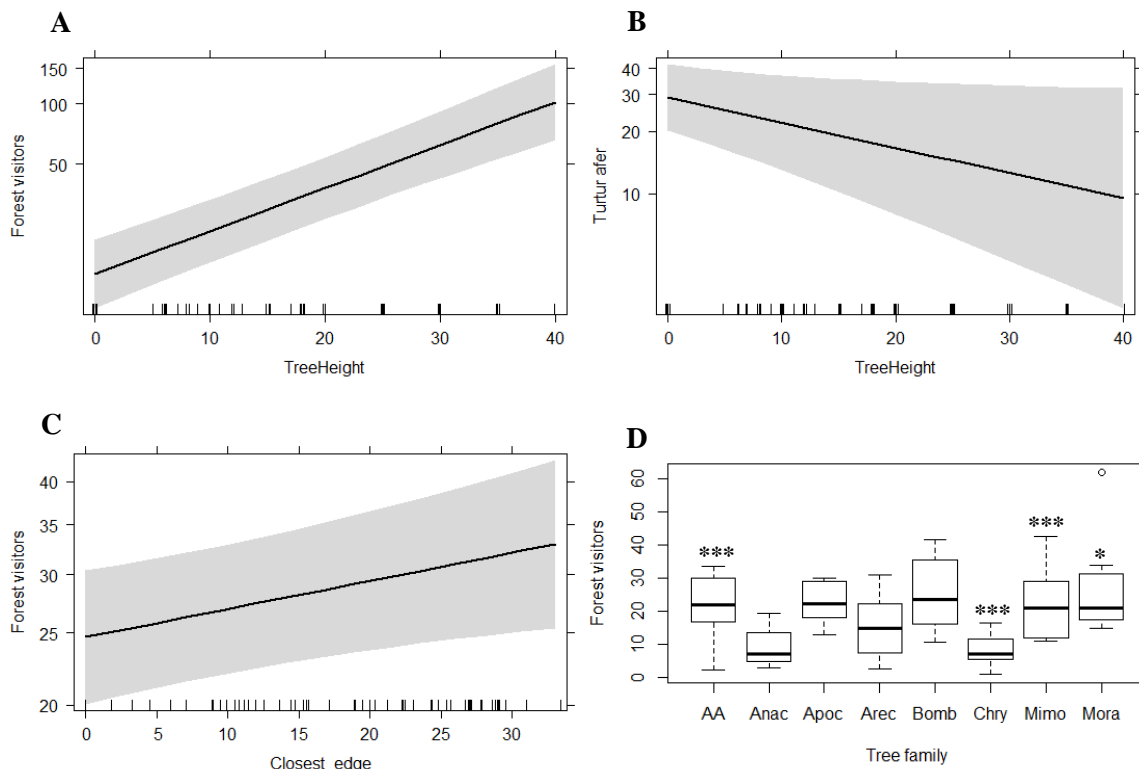 A
150
100
50
Forest visitors
0 10 20 30 40
TreeHeight
B
40
30
20
10
Turtur afer
0 10 20 30 40
TreeHeight
C
40
35
30
25
20
Forest visitors
0 5 10 15 20 25 30
Closest_edge
D
60
50
40
30
20
10
0
Forest visitors
*** *** *** *
AA Anac Apoc Arec Bomb Chry Mimo Mora
Tree family